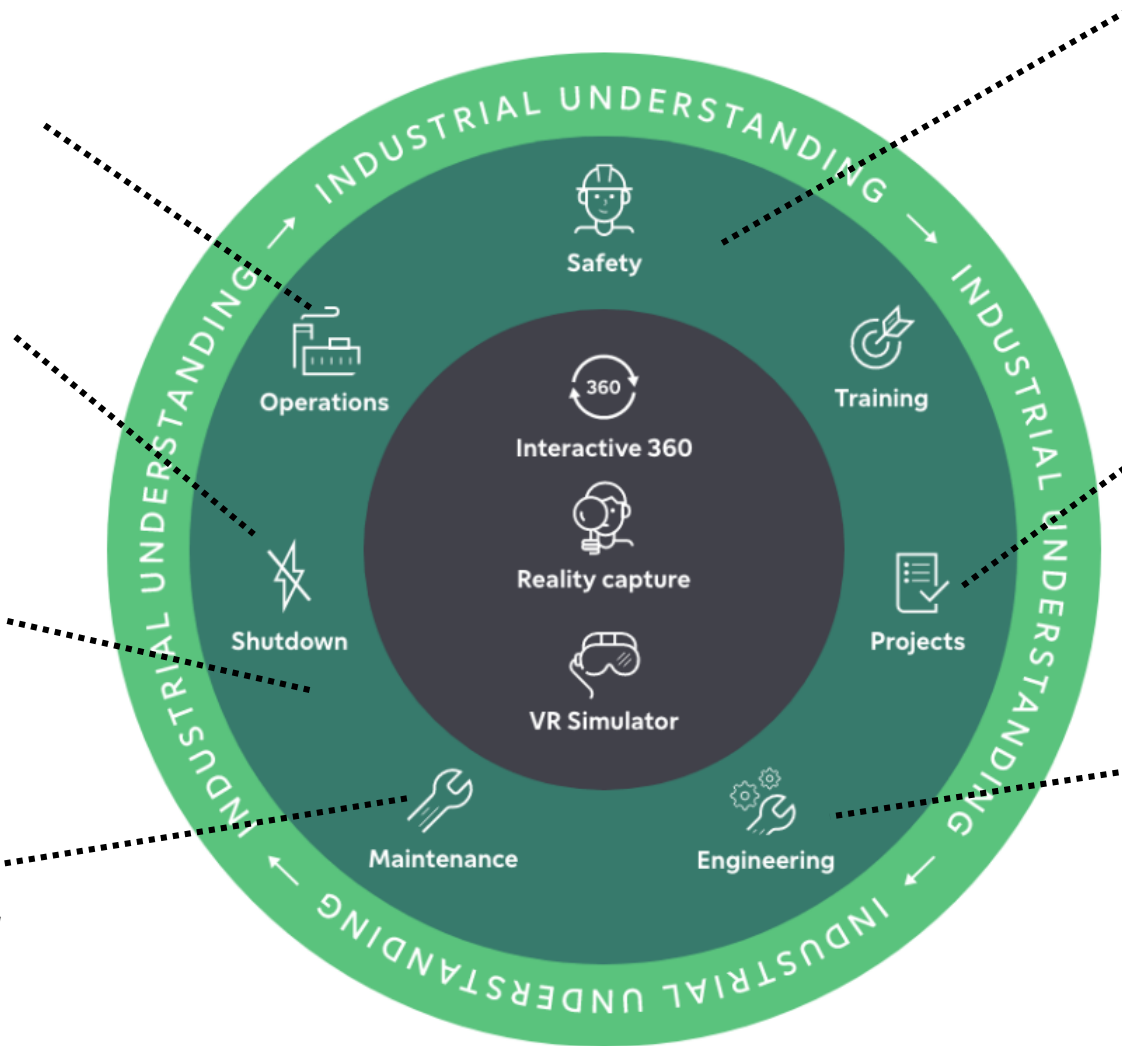 INDUSTRIAL UNDERSTANDING →
INDUSTRIAL UNDERSTANDING →
INDUSTRIAL UNDERSTANDING →
INDUSTRIAL UNDERSTANDING →
Safety
Training
Projects
Engineering
Maintenance
Shutdown
Operations
360
Interactive 360
Reality capture
VR Simulator